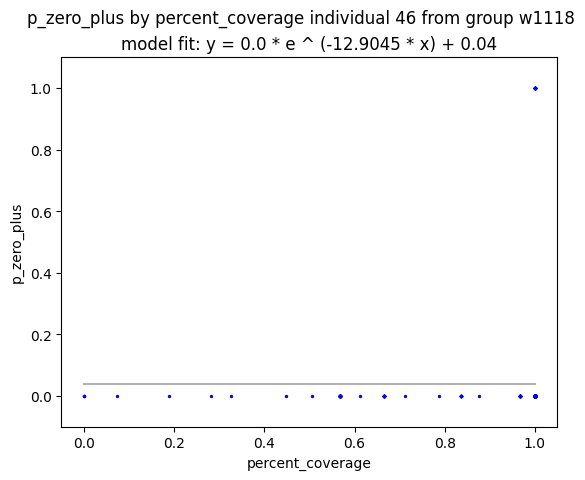 p_zero_plus by percent_coverage individual 46 from group w1118
model fit: y = 0.0 * e ^ (-12.9045 * x) + 0.04
1.0
0.8
0.6
0.4
0.2
0.0
p_zero_plus
0.0 0.2 0.4 0.6 0.8 1.0
percent_coverage